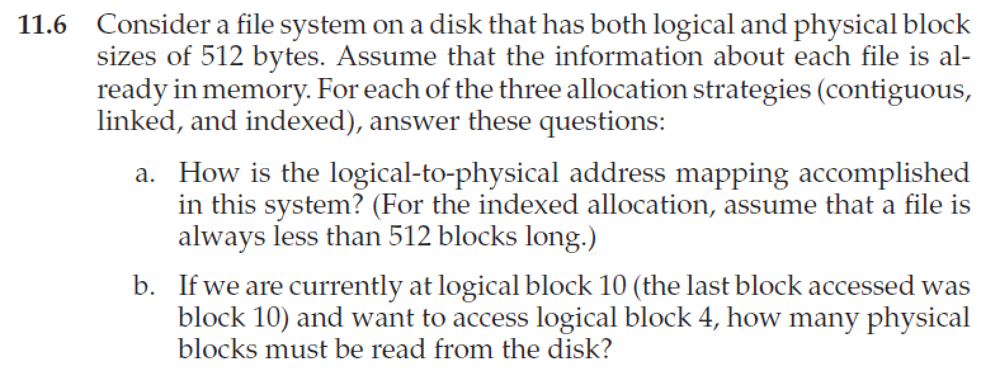 11.6 Consider a file system on a disk that has both logical and physical block
sizes of 512 bytes. Assume that the information about each file is al-
ready in memory. For each of the three allocation strategies (contiguous,
linked, and indexed), answer these questions:
a. How is the logical-to-physical address mapping accomplished
in this system? (For the indexed allocation, assume that a file is
always less than 512 blocks long.)
b. If we are currently at logical block 10 (the last block accessed was
block 10) and want to access logical block 4, how many physical
blocks must be read from the disk?